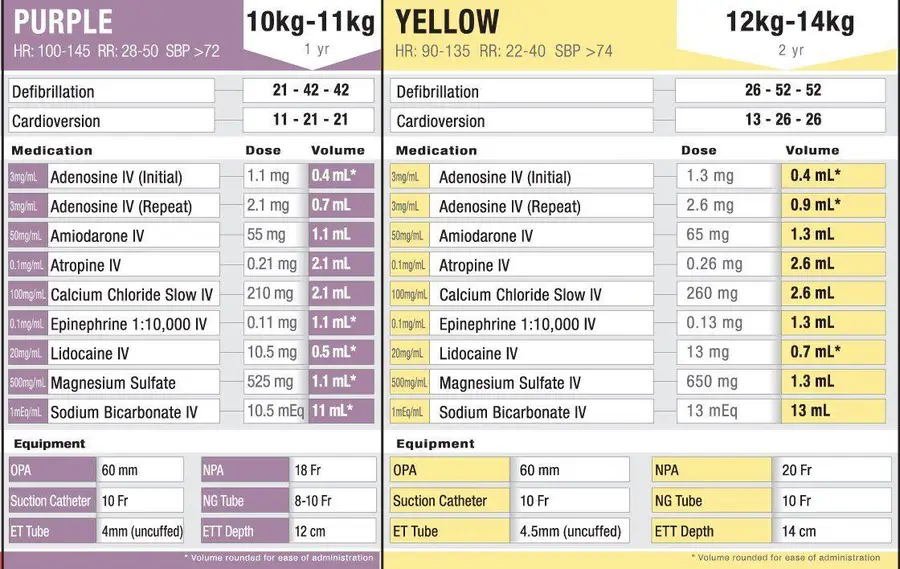 PURPLE
10kg-11kg
HR: 100-145 RR: 28-50 SBP >72
1 yr
Defibrillation 21 - 42 - 42
Cardioversion 11 - 21 - 21
Medication Dose Volume
3mg/mL Adenosine IV (Initial) 1.1 mg 0.4 mL*
3mg/mL Adenosine IV (Repeat) 2.1 mg 0.7 mL
50mg/mL Amiodarone IV 55 mg 1.1 mL
0.1mg/mL Atropine IV 0.21 mg 2.1 mL
100mg/mL Calcium Chloride Slow IV 210 mg 2.1 mL
0.1mg/mL Epinephrine 1:10,000 IV 0.11 mg 1.1 mL*
20mg/mL Lidocaine IV 10.5 mg 0.5 mL*
500mg/mL Magnesium Sulfate 525 mg 1.1 mL*
1mEq/mL Sodium Bicarbonate IV 10.5 mEq 11 mL*
Equipment
OPA 60 mm NPA 18 Fr
Suction Catheter 10 Fr NG Tube 8-10 Fr
ET Tube 4mm (uncuffed) ETT Depth 12 cm
* Volume rounded for ease of administration
YELLOW
12kg-14kg
HR: 90-135 RR: 22-40 SBP >74
2 yr
Defibrillation 26 - 52 - 52
Cardioversion 13 - 26 - 26
Medication Dose Volume
3mg/mL Adenosine IV (Initial) 1.3 mg 0.4 mL*
3mg/mL Adenosine IV (Repeat) 2.6 mg 0.9 mL*
50mg/mL Amiodarone IV 65 mg 1.3 mL
0.1mg/mL Atropine IV 0.26 mg 2.6 mL
100mg/mL Calcium Chloride Slow IV 260 mg 2.6 mL
0.1mg/mL Epinephrine 1:10,000 IV 0.13 mg 1.3 mL
20mg/mL Lidocaine IV 13 mg 0.7 mL*
500mg/mL Magnesium Sulfate IV 650 mg 1.3 mL
1mEq/mL Sodium Bicarbonate IV 13 mEq 13 mL
Equipment
OPA 60 mm NPA 20 Fr
Suction Catheter 10 Fr NG Tube 10 Fr
ET Tube 4.5mm (uncuffed) ETT Depth 14 cm
* Volume rounded for ease of administration